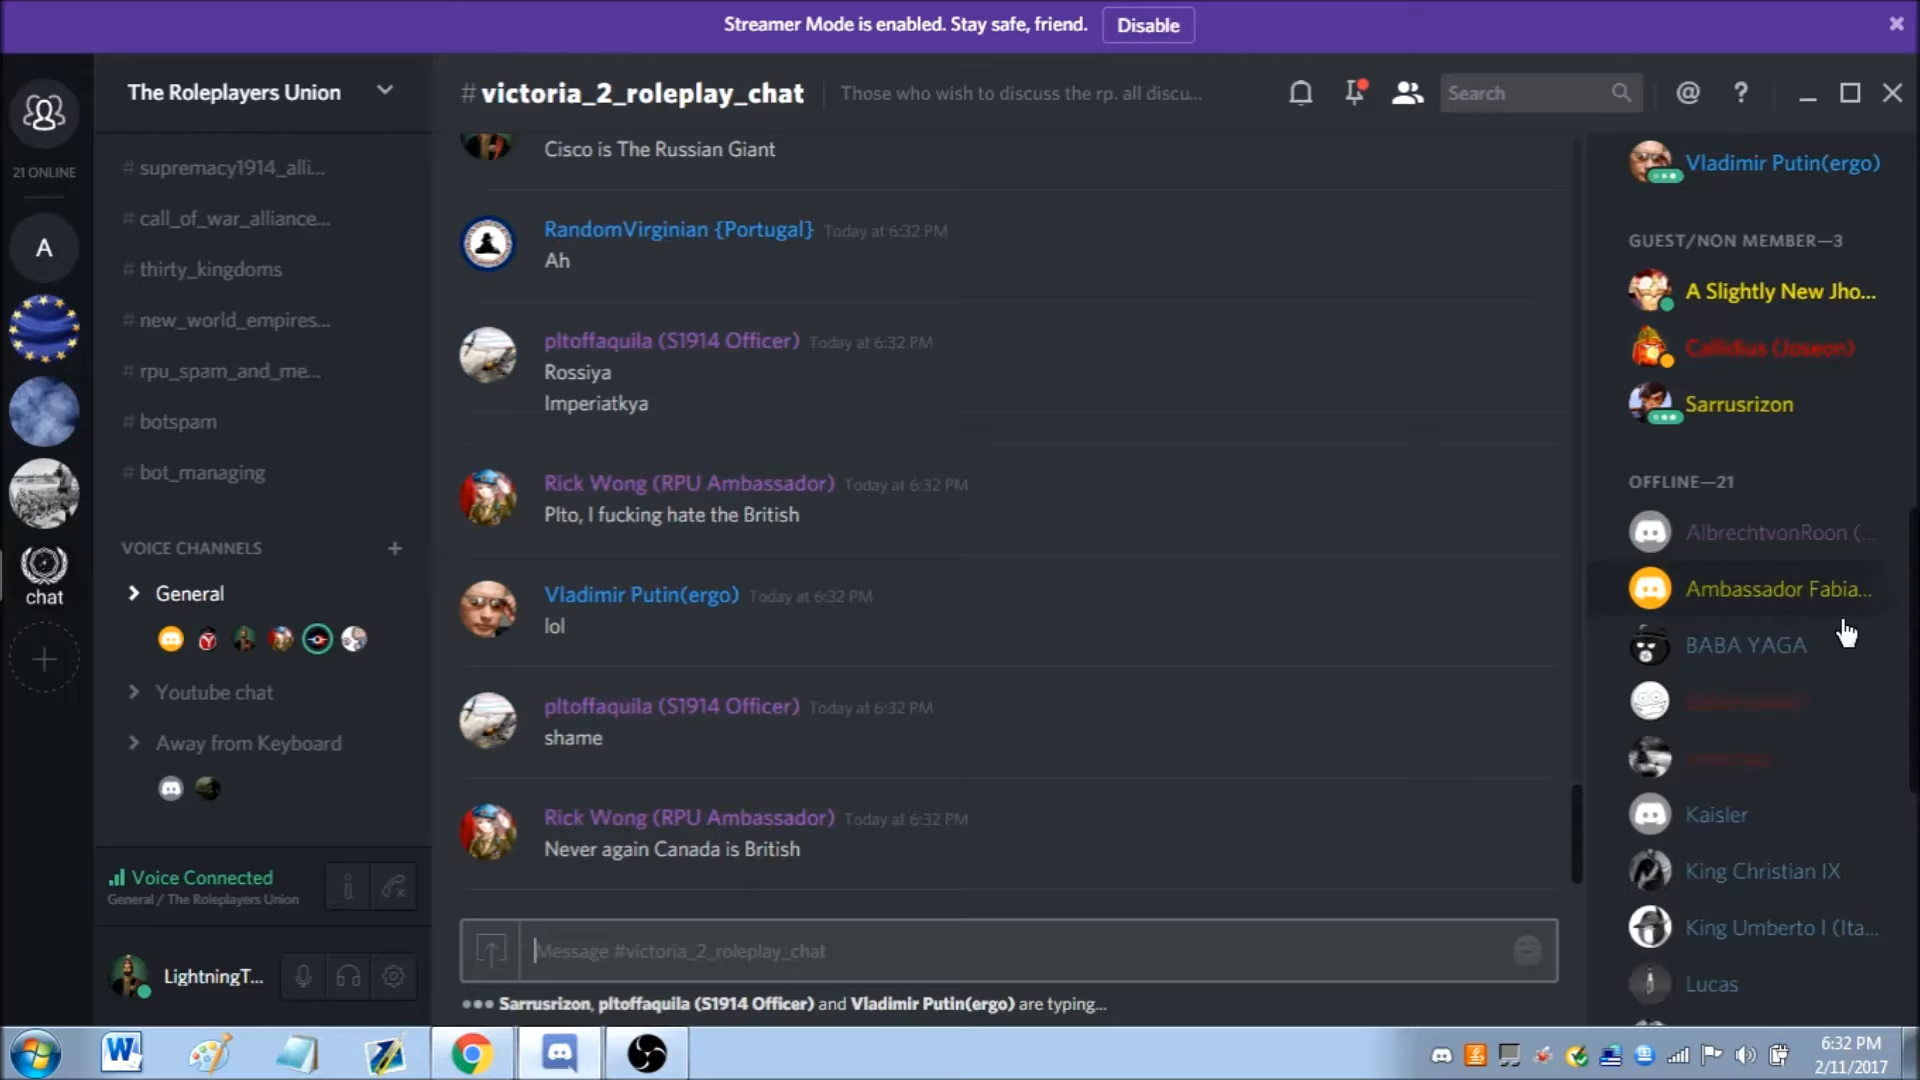 Streamer Mode is enabled. Stay safe, friend. Disable
The Roleplayers Union
#victoria_2_roleplay_chat
Those who wish to discuss the rp. all discu...
Search
21 ONLINE
A
chat
# supremacy1914_alli...
# call_of_war_alliance...
# thirty_kingdoms
# new_world_empires...
# rpu_spam_and_me...
# botspam
# bot_managing
VOICE CHANNELS
General
Youtube chat
Away from Keyboard
Voice Connected
General / The Roleplayers Union
LightningT...
Cisco is The Russian Giant
RandomVirginian {Portugal} Today at 6:32 PM
Ah
pltoffaquila (S1914 Officer) Today at 6:32 PM
Rossiya
Imperiatkya
Rick Wong (RPU Ambassador) Today at 6:32 PM
Plto, I fucking hate the British
Vladimir Putin(ergo) Today at 6:32 PM
lol
pltoffaquila (S1914 Officer) Today at 6:32 PM
shame
Rick Wong (RPU Ambassador) Today at 6:32 PM
Never again Canada is British
Message #victoria_2_roleplay_chat
Sarrusrizon, pltoffaquila (S1914 Officer) and Vladimir Putin(ergo) are typing...
Vladimir Putin(ergo)
GUEST/NON MEMBER—3
A Slightly New Jho...
Callidius (Joseon)
Sarrusrizon
OFFLINE—21
AlbrechtvonRoon (...
Ambassador Fabia...
BABA YAGA
Kaisler
King Christian IX
King Umberto I (Ita...
Lucas
6:32 PM
2/11/2017